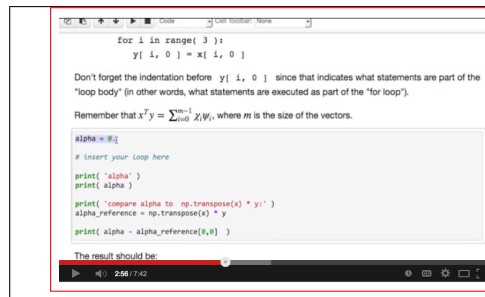 Code
Cell Toolbar: None
for i in range( 3 ):
y[ i, 0 ] = x[ i, 0 ]
Don't forget the indentation before y[ i, 0 ] since that indicates what statements are part of the
"loop body" (in other words, what statements are executed as part of the "for loop").
Remember that xᵀy = ∑ᵢ₌₀ᵐ⁻¹ χᵢψᵢ, where m is the size of the vectors.
alpha = 0.
# insert your loop here
print( 'alpha' )
print( alpha )
print( 'compare alpha to np.transpose(x) * y:' )
alpha_reference = np.transpose(x) * y
print( alpha - alpha_reference[0,0] )
The result should be:
2:56 / 7:42